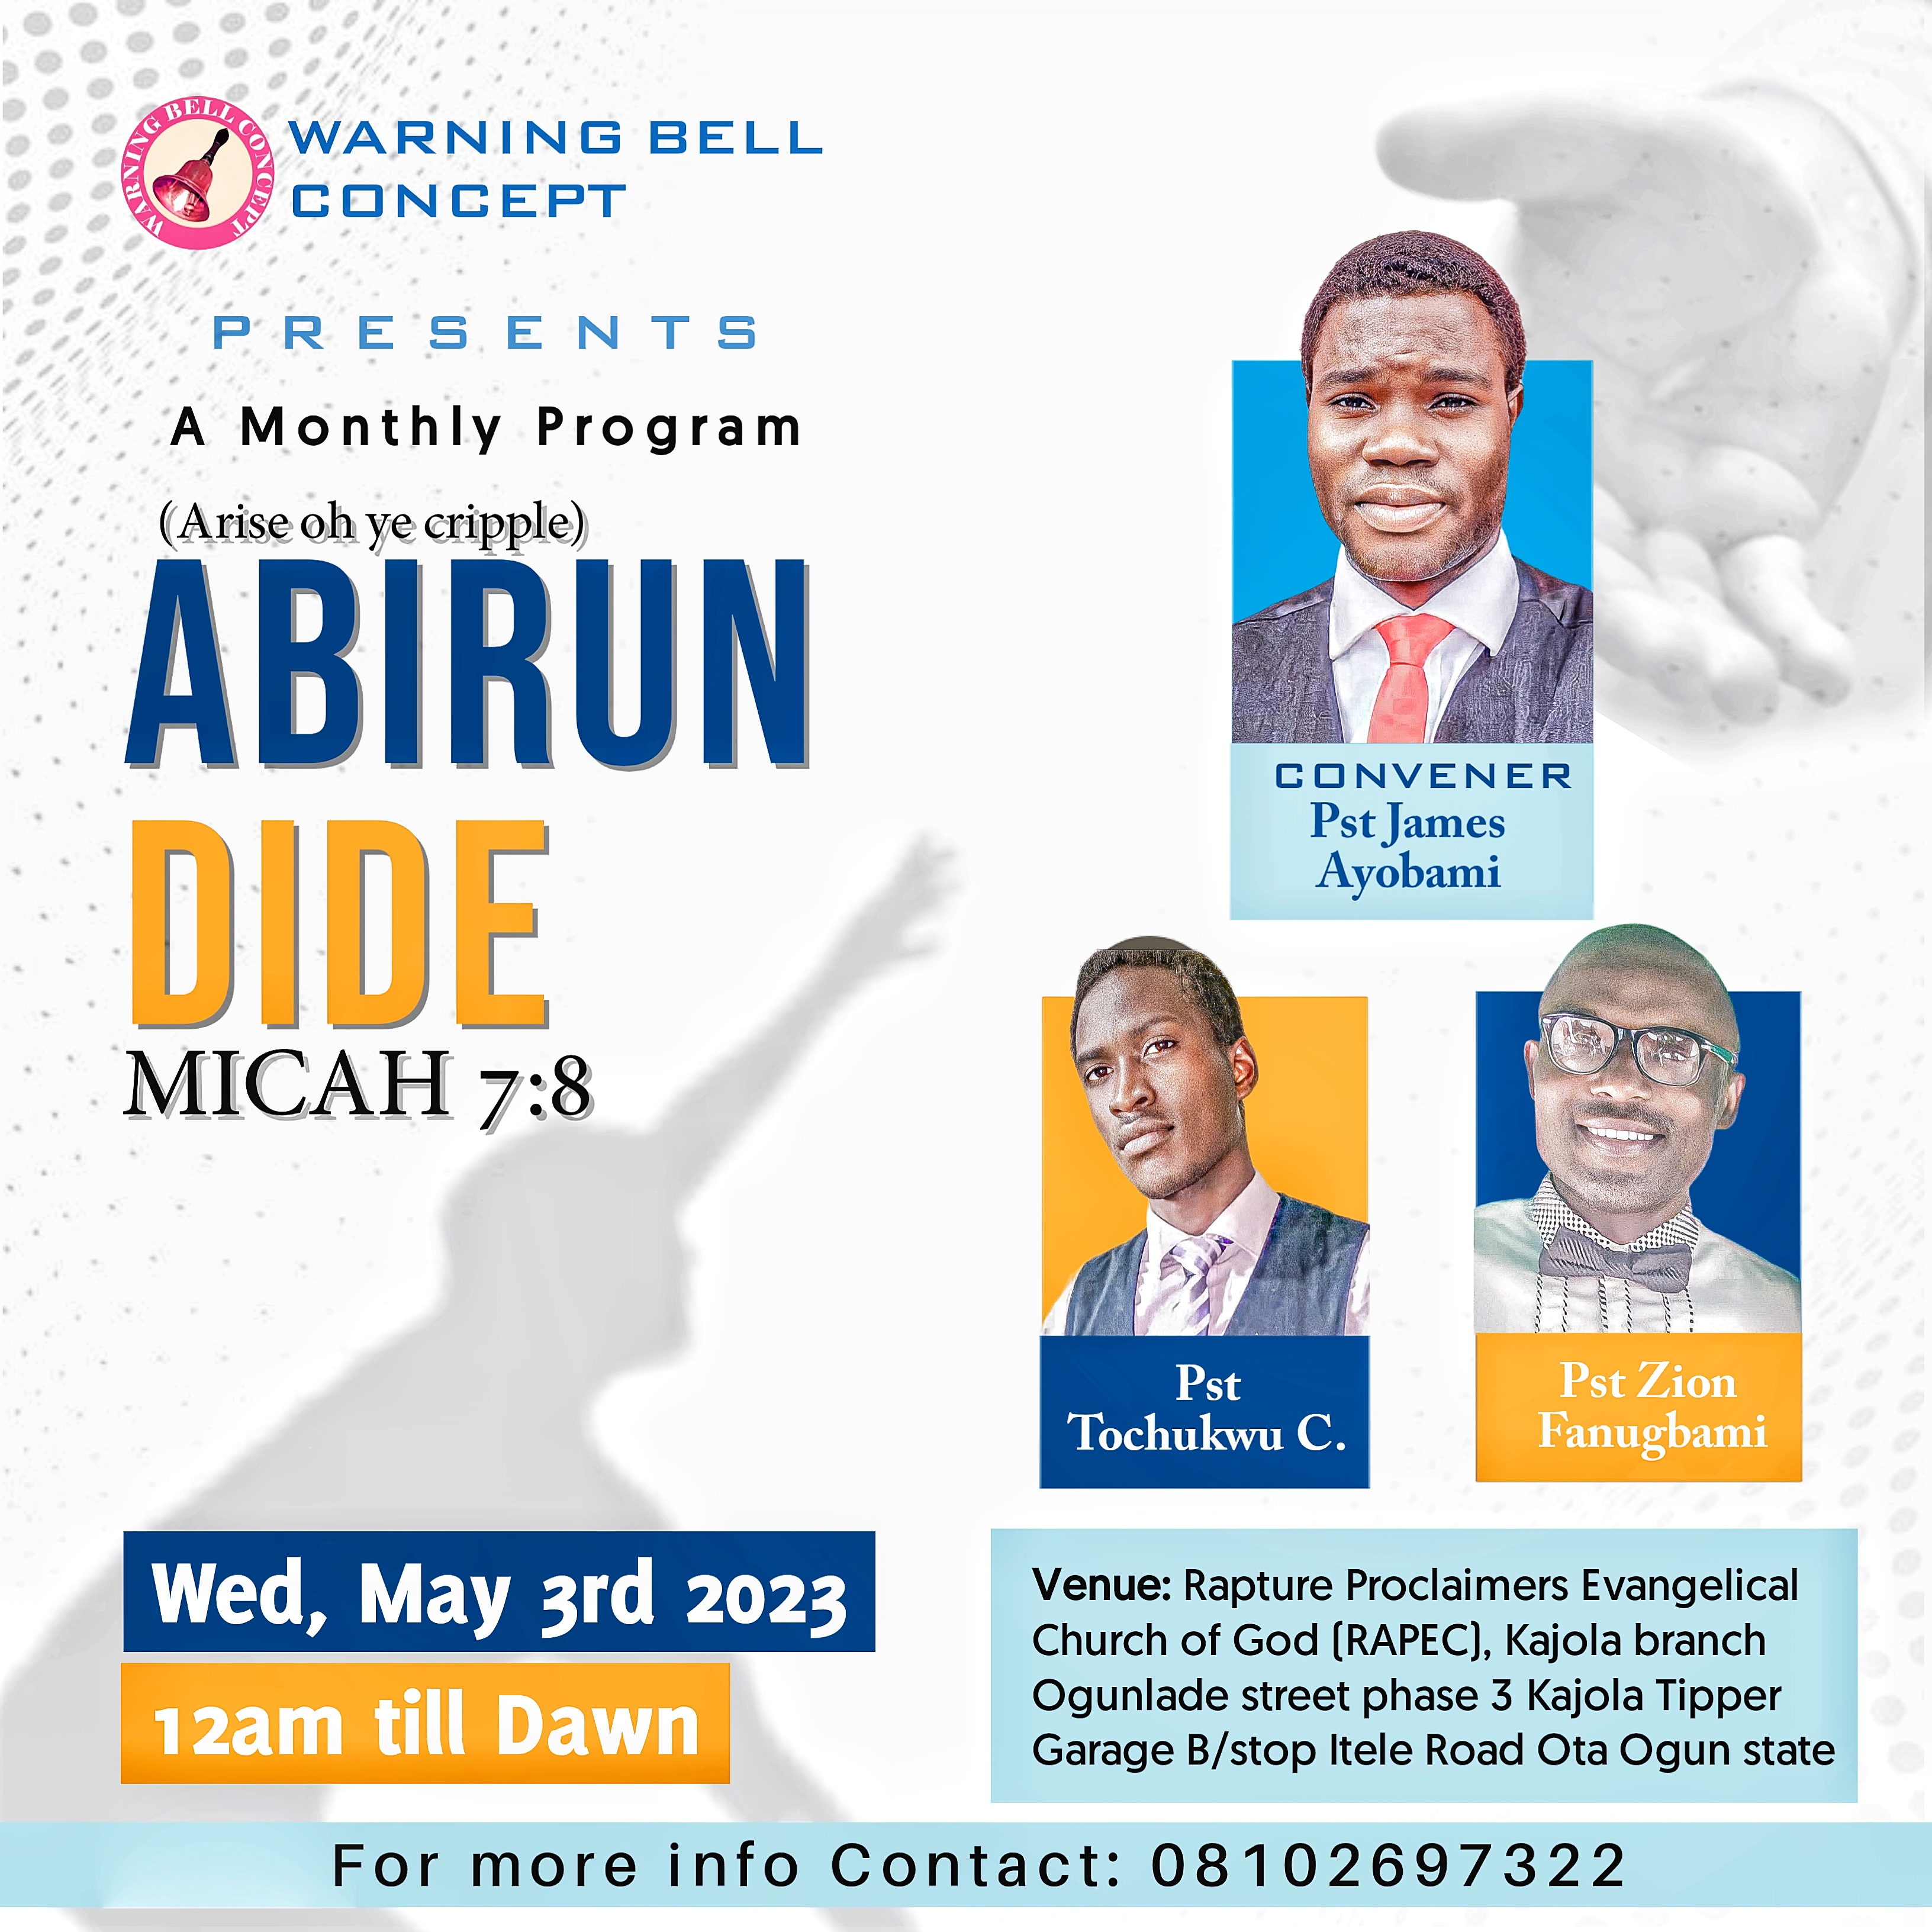 WARNING BELL CONCEPT
WARNING BELL
CONCEPT
PRESENTS
A Monthly Program
(Arise oh ye cripple)
ABIRUN
DIDE
MICAH 7:8
CONVENER
Pst James
Ayobami
Pst
Tochukwu C.
Pst Zion
Fanugbami
Wed, May 3rd 2023
12am till Dawn
Venue: Rapture Proclaimers Evangelical
Church of God (RAPEC), Kajola branch
Ogunlade street phase 3 Kajola Tipper
Garage B/stop Itele Road Ota Ogun state
For more info Contact: 08102697322